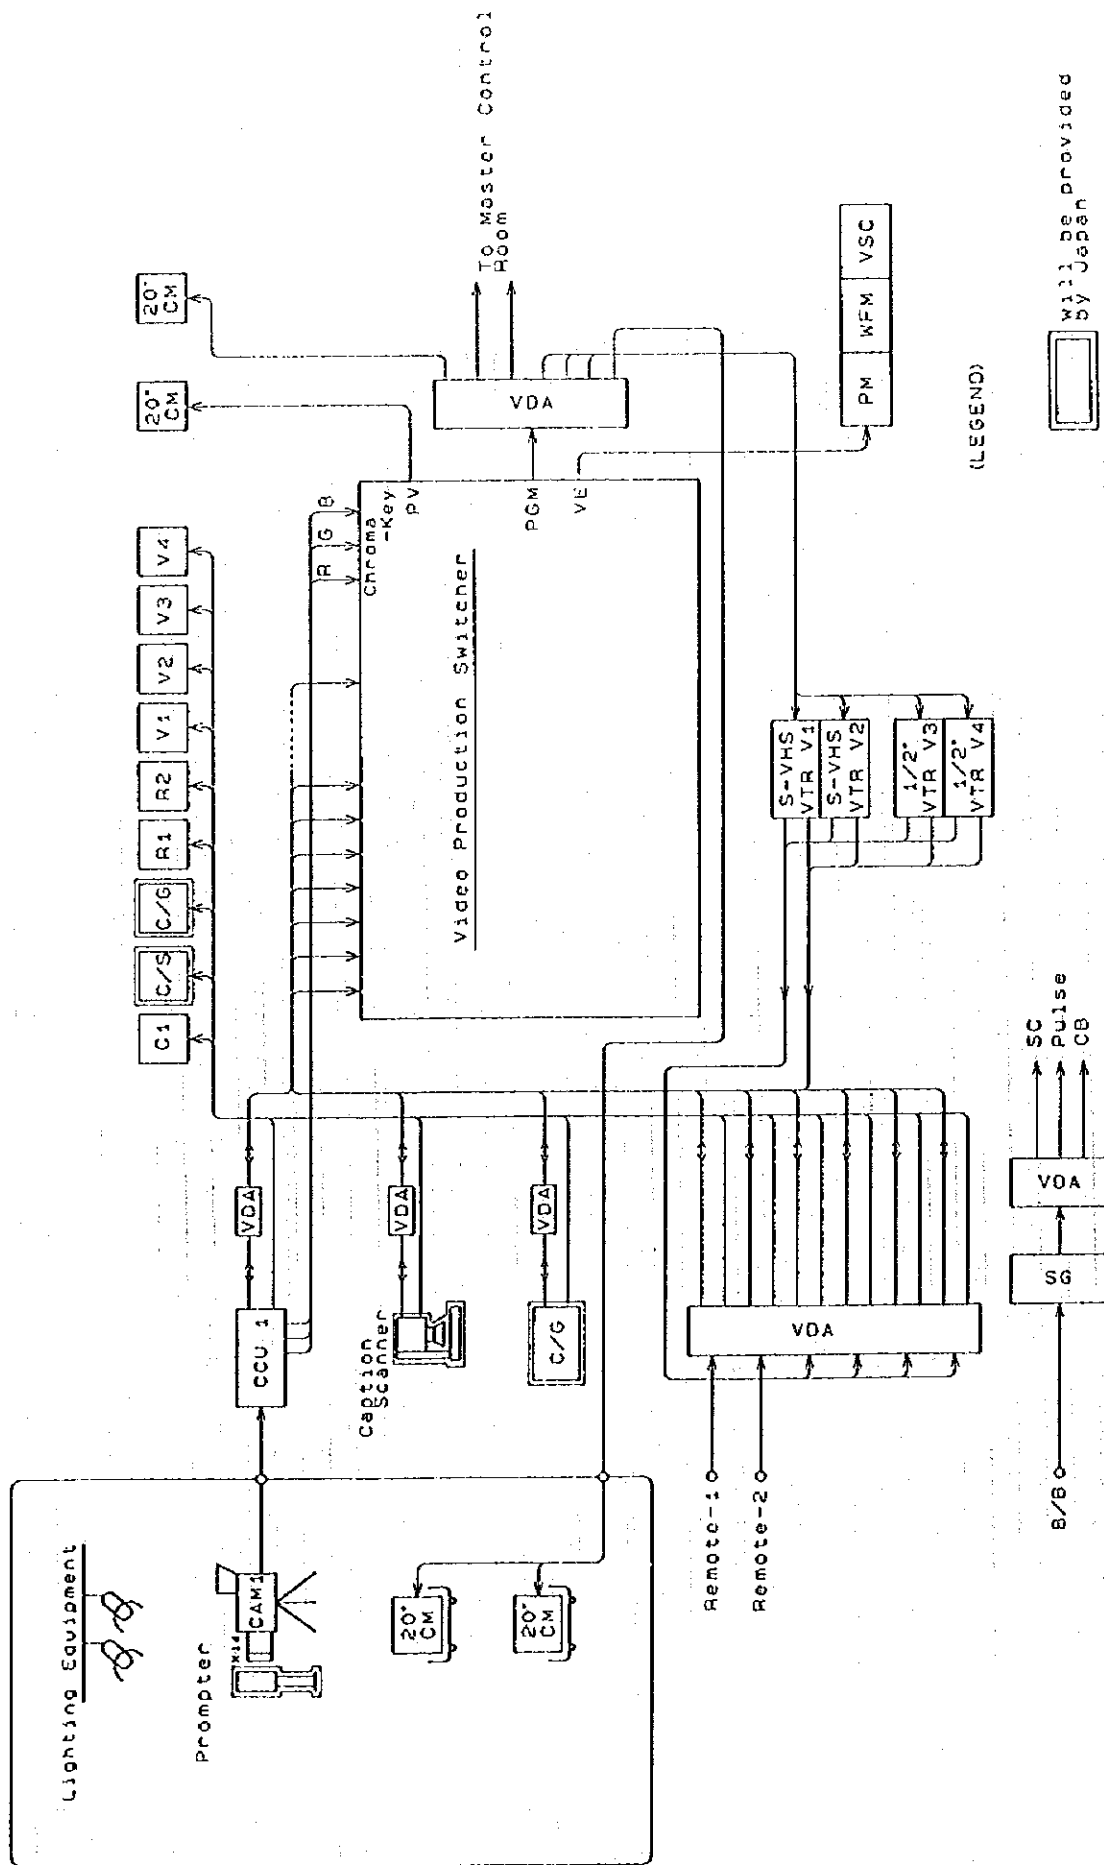 Lighting Equipment
Prompter
x14
CAM1
20"
CM
20"
CM
CCU 1
VDA
Caption
Scanner
VDA
C/G
VDA
Remote-1
Remote-2
VDA
B/B
SG
VDA
SC
Pulse
CB
C1
C/S
C/G
R1
R2
V1
V2
V3
V4
20"
CM
20"
CM
R
G
B
Chroma
-Key
PV
PGM
VE
Video Production Switcher
VDA
To Master Control
Room
S-VHS
VTR V1
S-VHS
VTR V2
1/2"
VTR V3
1/2"
VTR V4
PM
WFM
VSC
(LEGEND)
Will be provided
by Japan